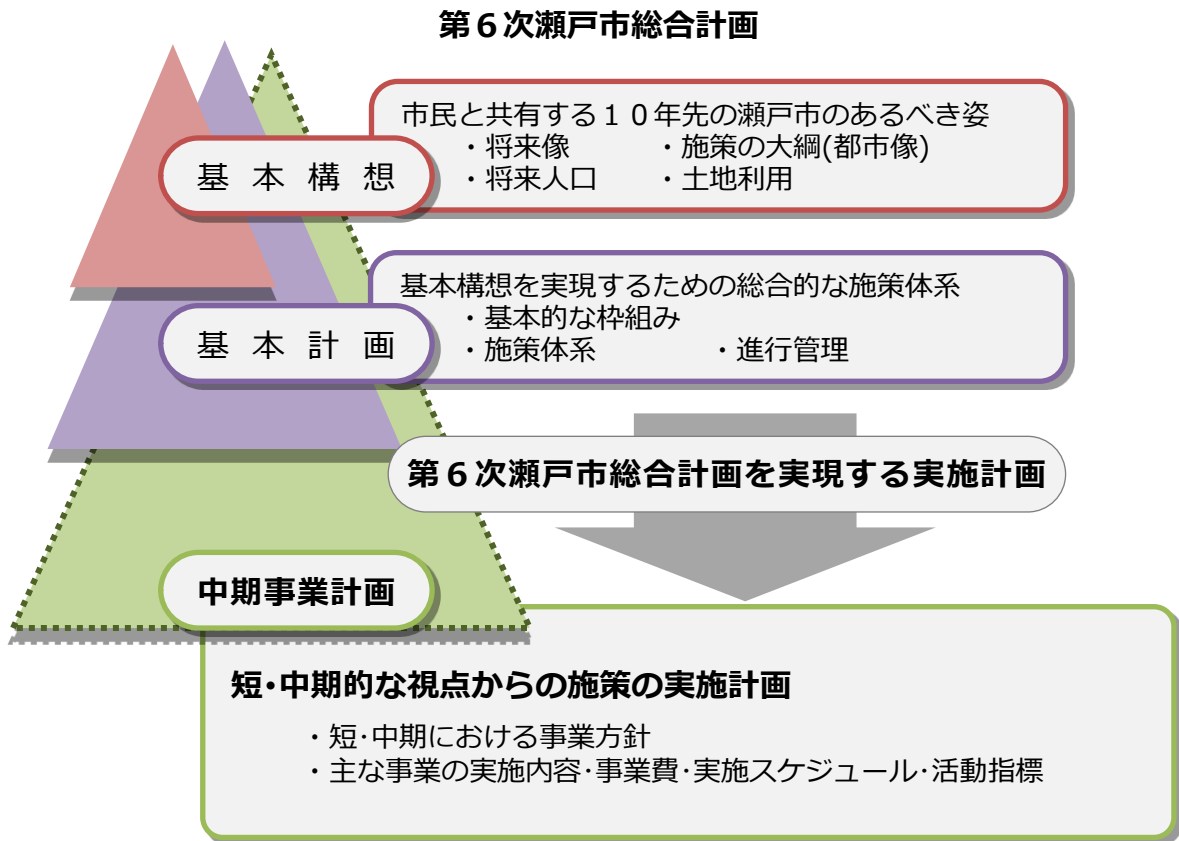 第６次瀬戸市総合計画
基本構想
市民と共有する１０年先の瀬戸市のあるべき姿
・将来像 ・施策の大綱(都市像)
・将来人口 ・土地利用
基本計画
基本構想を実現するための総合的な施策体系
・基本的な枠組み
・施策体系 ・進行管理
第６次瀬戸市総合計画を実現する実施計画
中期事業計画
短･中期的な視点からの施策の実施計画
・短･中期における事業方針
・主な事業の実施内容･事業費･実施スケジュール･活動指標